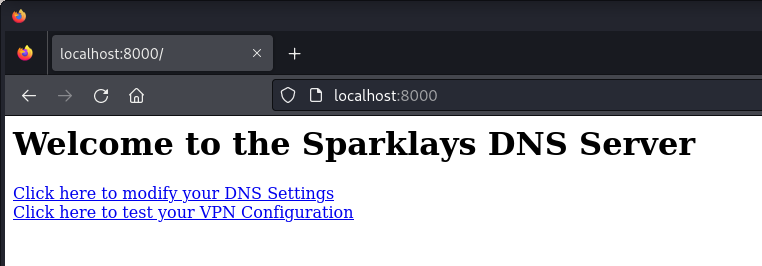 localhost:8000/
localhost:8000
Welcome to the Sparklays DNS Server
Click here to modify your DNS Settings
Click here to test your VPN Configuration